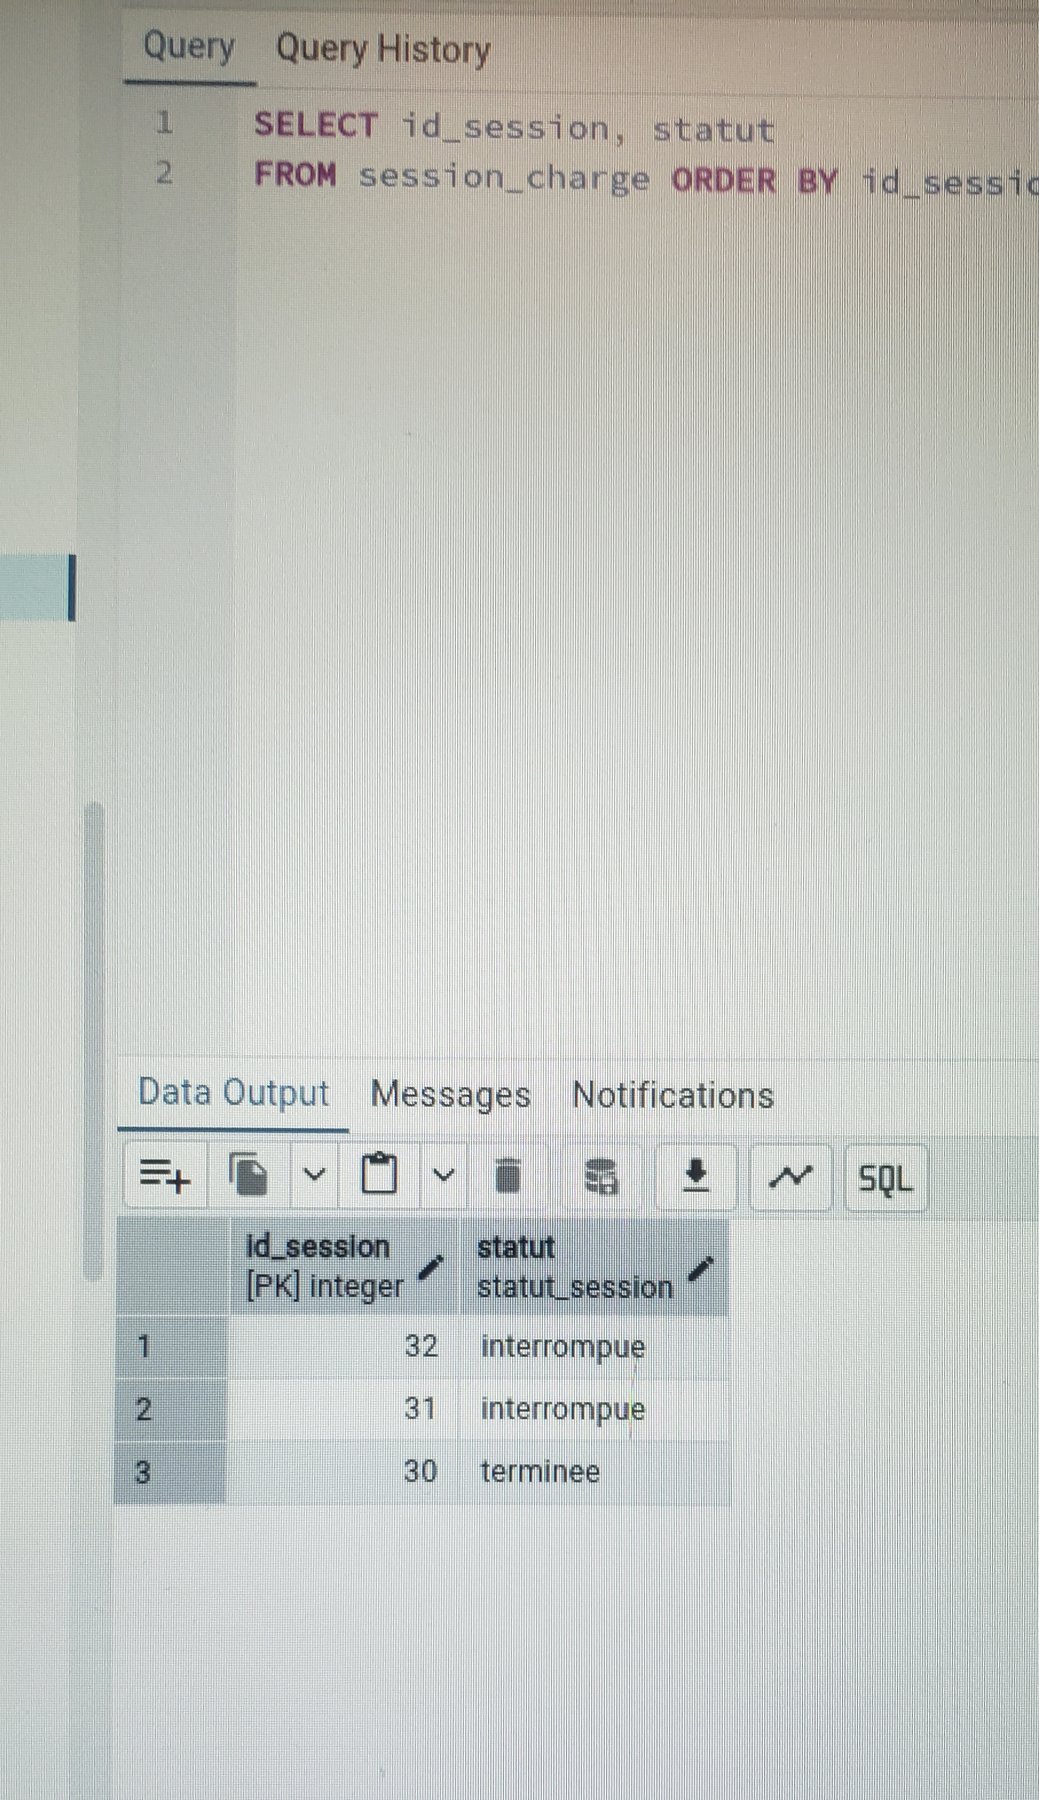 Query Query History
1 SELECT id_session, statut
2 FROM session_charge ORDER BY id_sessio
Data Output Messages Notifications
SQL
id_session statut
[PK] integer statut_session
1 32 interrompue
2 31 interrompue
3 30 terminee